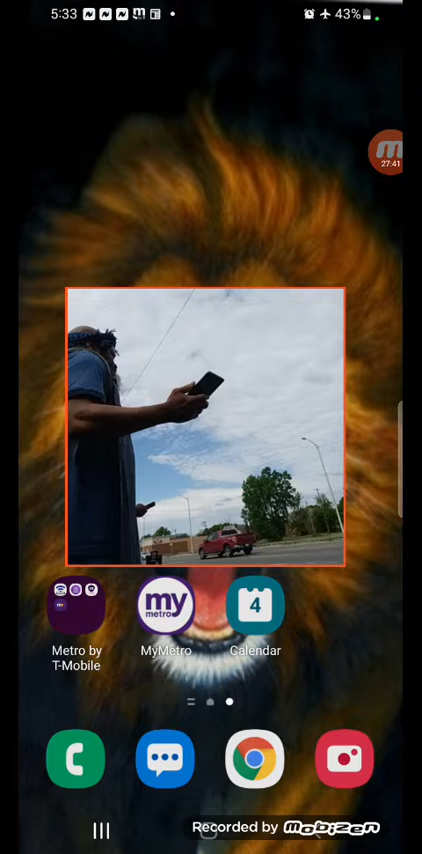 5:33
43%
27:41
my
metro
4
Metro by
T-Mobile
MyMetro
Calendar
Recorded by mobizen